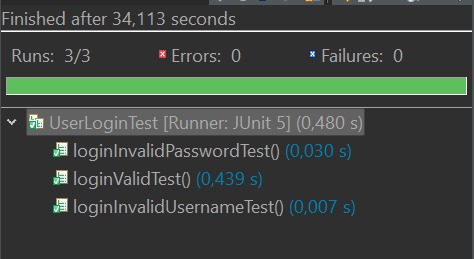 Finished after 34,113 seconds
Runs: 3/3 Errors: 0 Failures: 0
UserLoginTest [Runner: JUnit 5] (0,480 s)
loginInvalidPasswordTest() (0,030 s)
loginValidTest() (0,439 s)
loginInvalidUsernameTest() (0,007 s)